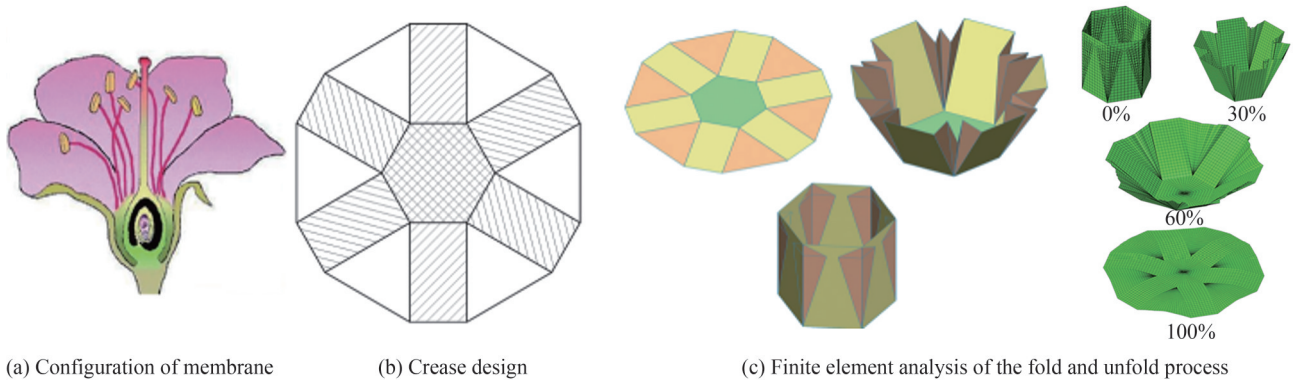 0%
30%
60%
100%
(a) Configuration of membrane
(b) Crease design
(c) Finite element analysis of the fold and unfold process